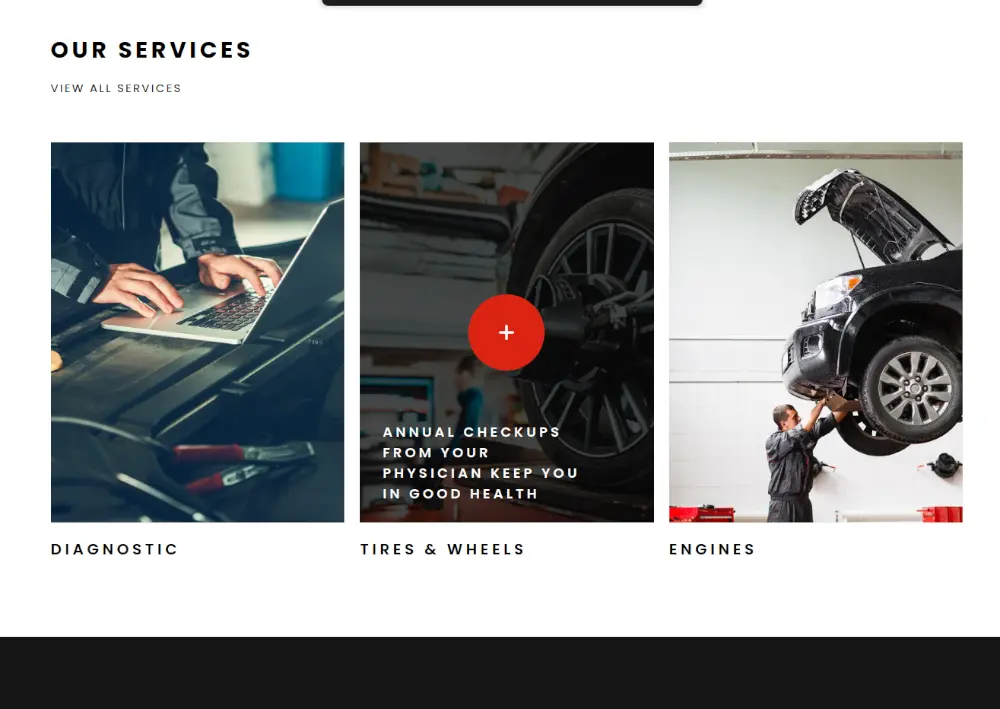 OUR SERVICES
VIEW ALL SERVICES
ANNUAL CHECKUPS
FROM YOUR
PHYSICIAN KEEP YOU
IN GOOD HEALTH
DIAGNOSTIC
TIRES & WHEELS
ENGINES